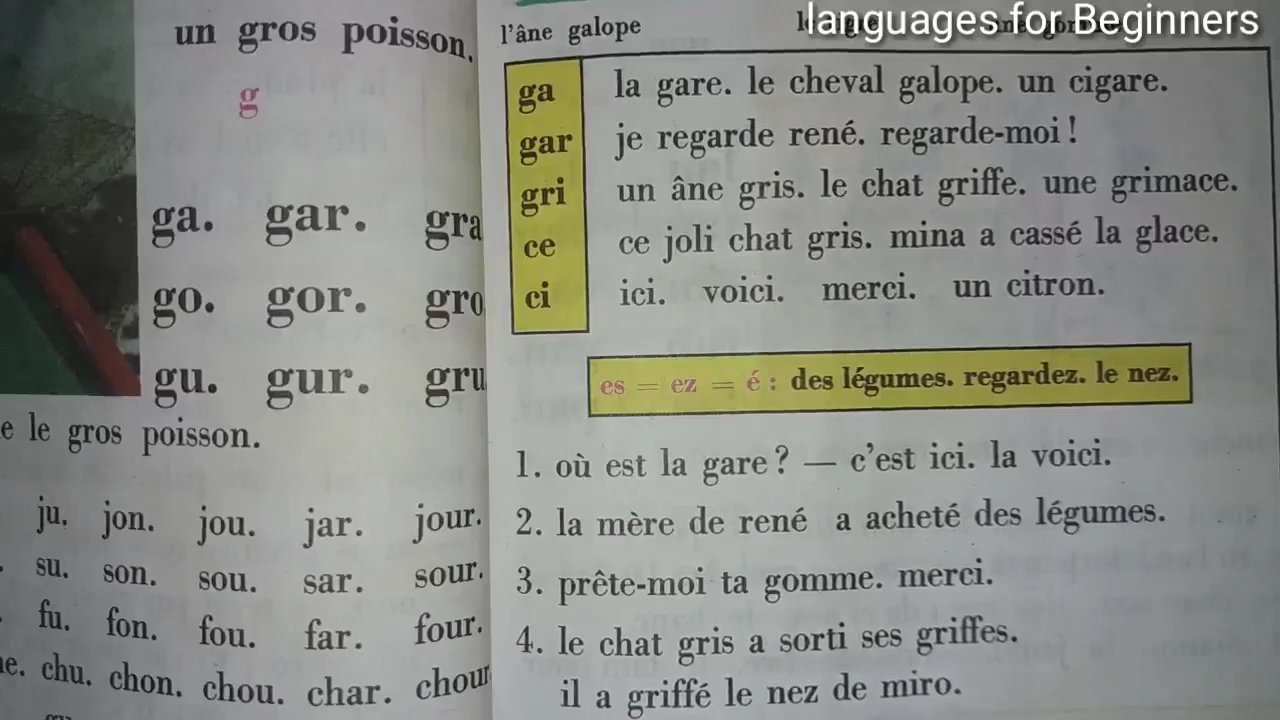 un gros poisson.
g
ga. gar. gra
go. gor. gro
gu. gur. gru
e le gros poisson.
ju. jon. jou. jar. jour.
su. son. sou. sar. sour.
fu. fon. fou. far. four.
chu. chon. chou. char. chour
languages for Beginners
l'âne galope
ga la gare. le cheval galope. un cigare.
gar je regarde rené. regarde-moi !
gri un âne gris. le chat griffe. une grimace.
ce ce joli chat gris. mina a cassé la glace.
ci ici. voici. merci. un citron.
es = ez = é : des légumes. regardez. le nez.
1. où est la gare ? — c'est ici. la voici.
2. la mère de rené a acheté des légumes.
3. prête-moi ta gomme. merci.
4. le chat gris a sorti ses griffes.
il a griffé le nez de miro.